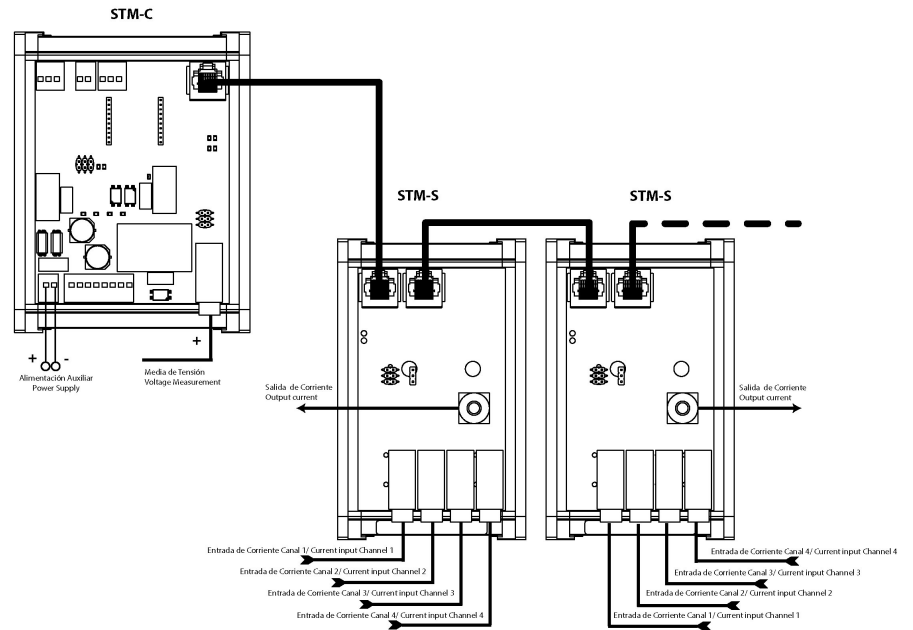 STM-C
STM-S
STM-S
+
-
+
Alimentación Auxiliar
Power Supply
Media de Tensión
Voltage Measurement
Salida de Corriente
Output current
Salida de Corriente
Output current
Entrada de Corriente Canal 1/ Current input Channel 1
Entrada de Corriente Canal 2/ Current input Channel 2
Entrada de Corriente Canal 3/ Current input Channel 3
Entrada de Corriente Canal 4/ Current input Channel 4
Entrada de Corriente Canal 4/ Current input Channel 4
Entrada de Corriente Canal 3/ Current input Channel 3
Entrada de Corriente Canal 2/ Current input Channel 2
Entrada de Corriente Canal 1/ Current input Channel 1